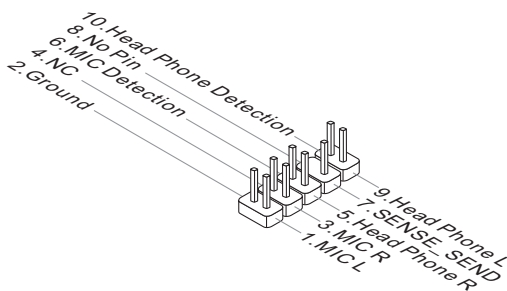 10.Head Phone Detection
8.No Pin
6.MIC Detection
4.NC
2.Ground
9.Head Phone L
7.SENSE_SEND
5.Head Phone R
3.MIC R
1.MIC L